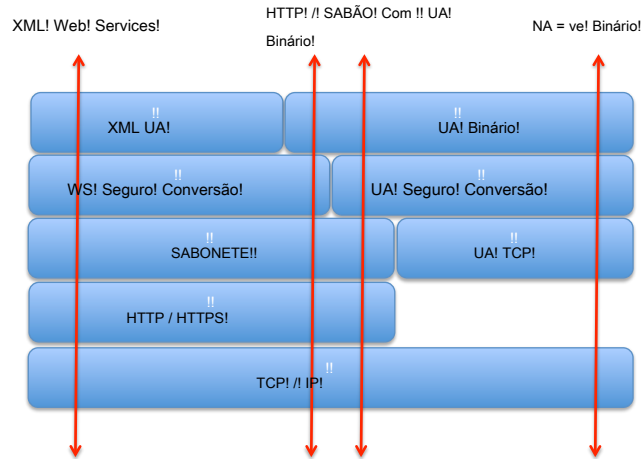 XML! Web! Services!
HTTP! /! SABÃO! Com !! UA!
Binário!
NA = ve! Binário!
!!
XML UA!
!!
UA! Binário!
!!
WS! Seguro! Conversão!
!!
UA! Seguro! Conversão!
!!
SABONETE!!
!!
UA! TCP!
!!
HTTP / HTTPS!
!!
TCP! /! IP!